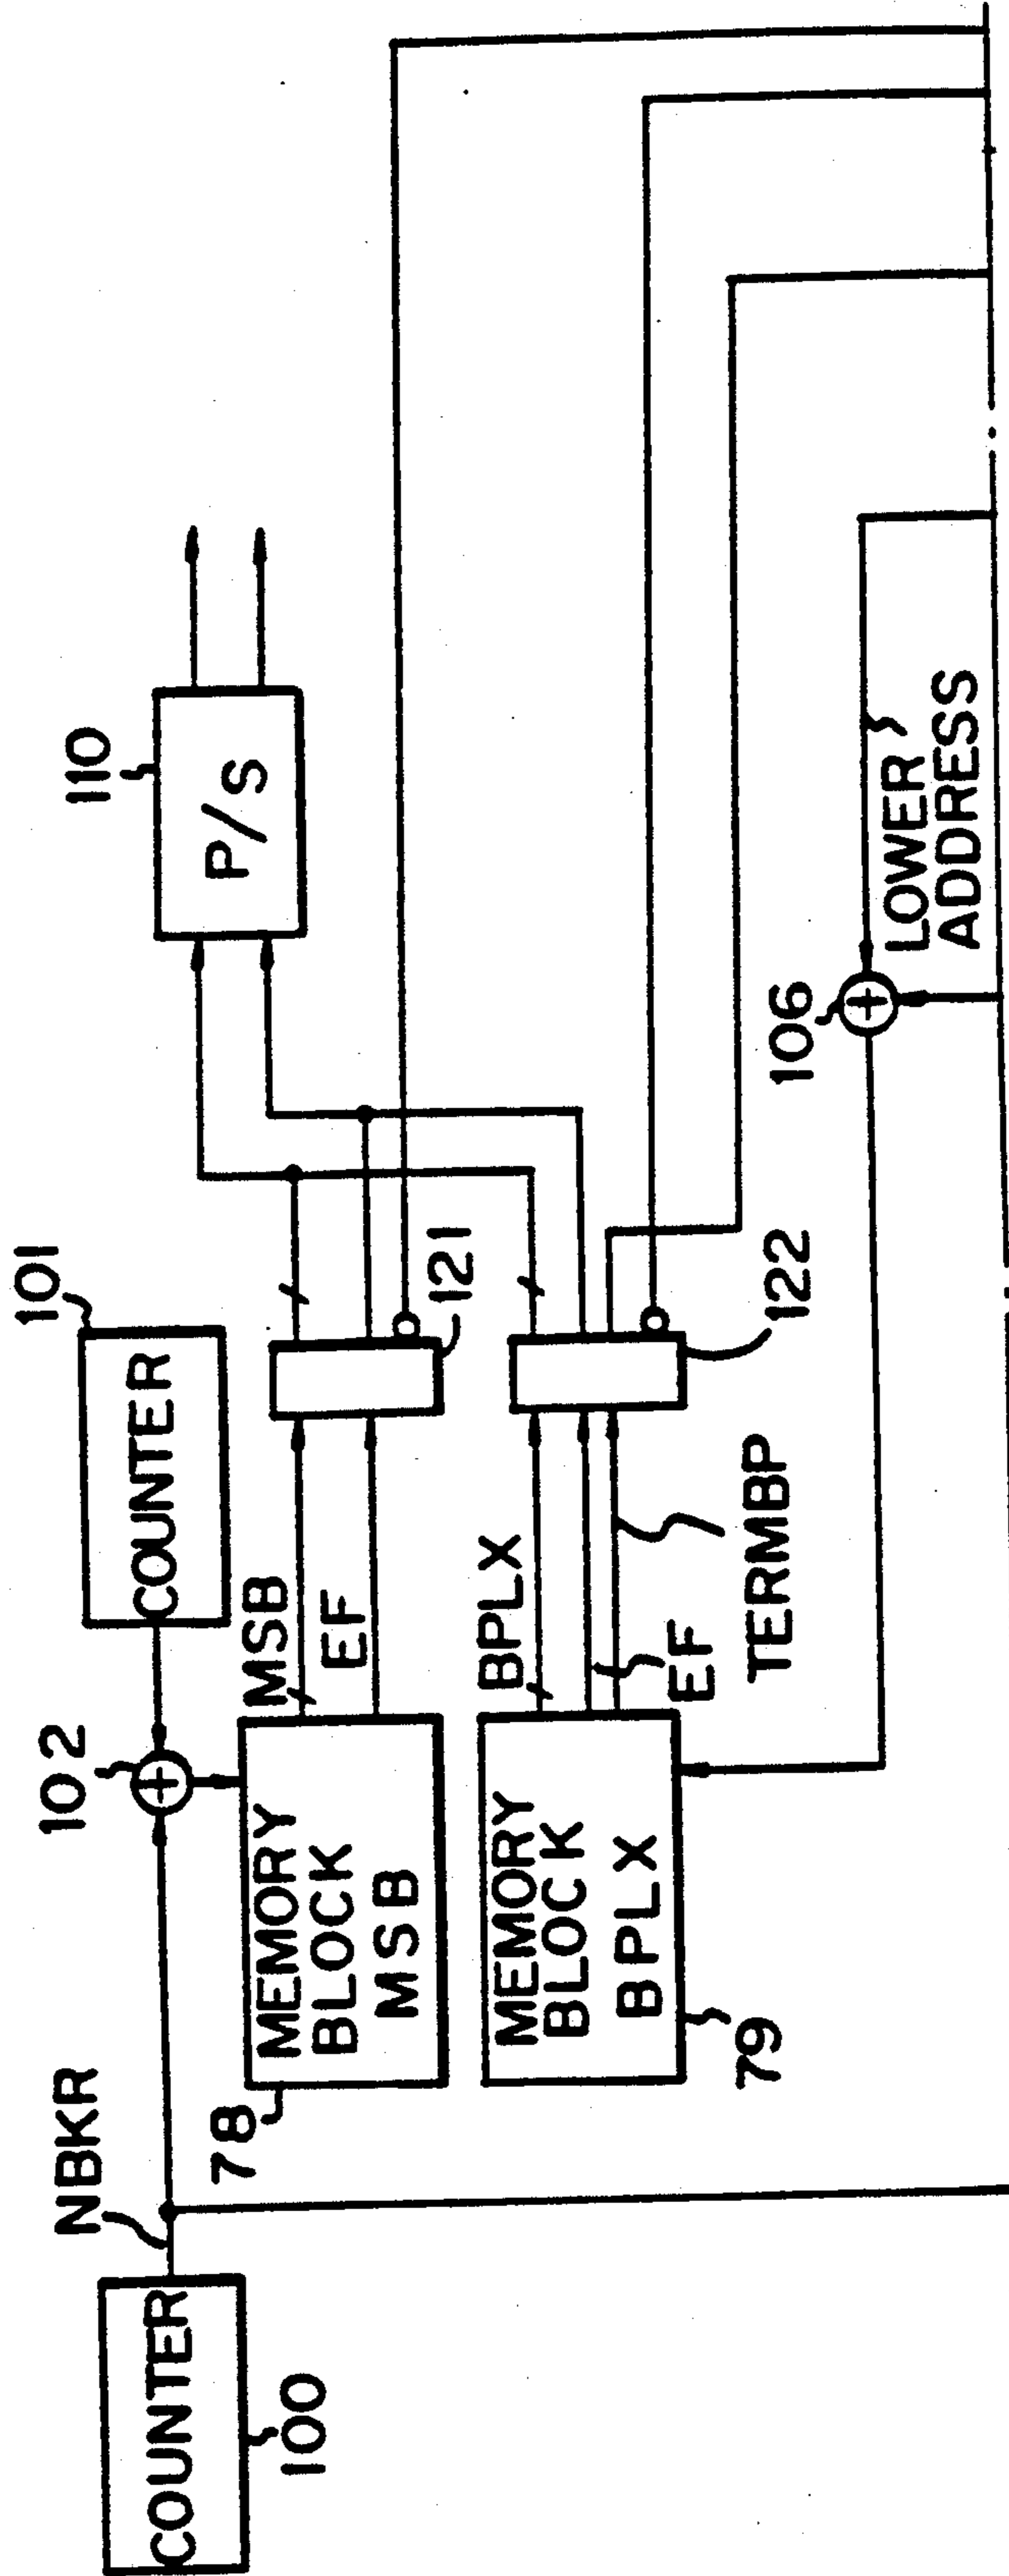 COUNTER
100
NBKR
102
COUNTER
101
110
P/S
78
MEMORY
BLOCK
MSB
MSB
EF
121
79
MEMORY
BLOCK
BPLX
BPLX
EF
TERMBP
122
106
LOWER
ADDRESS